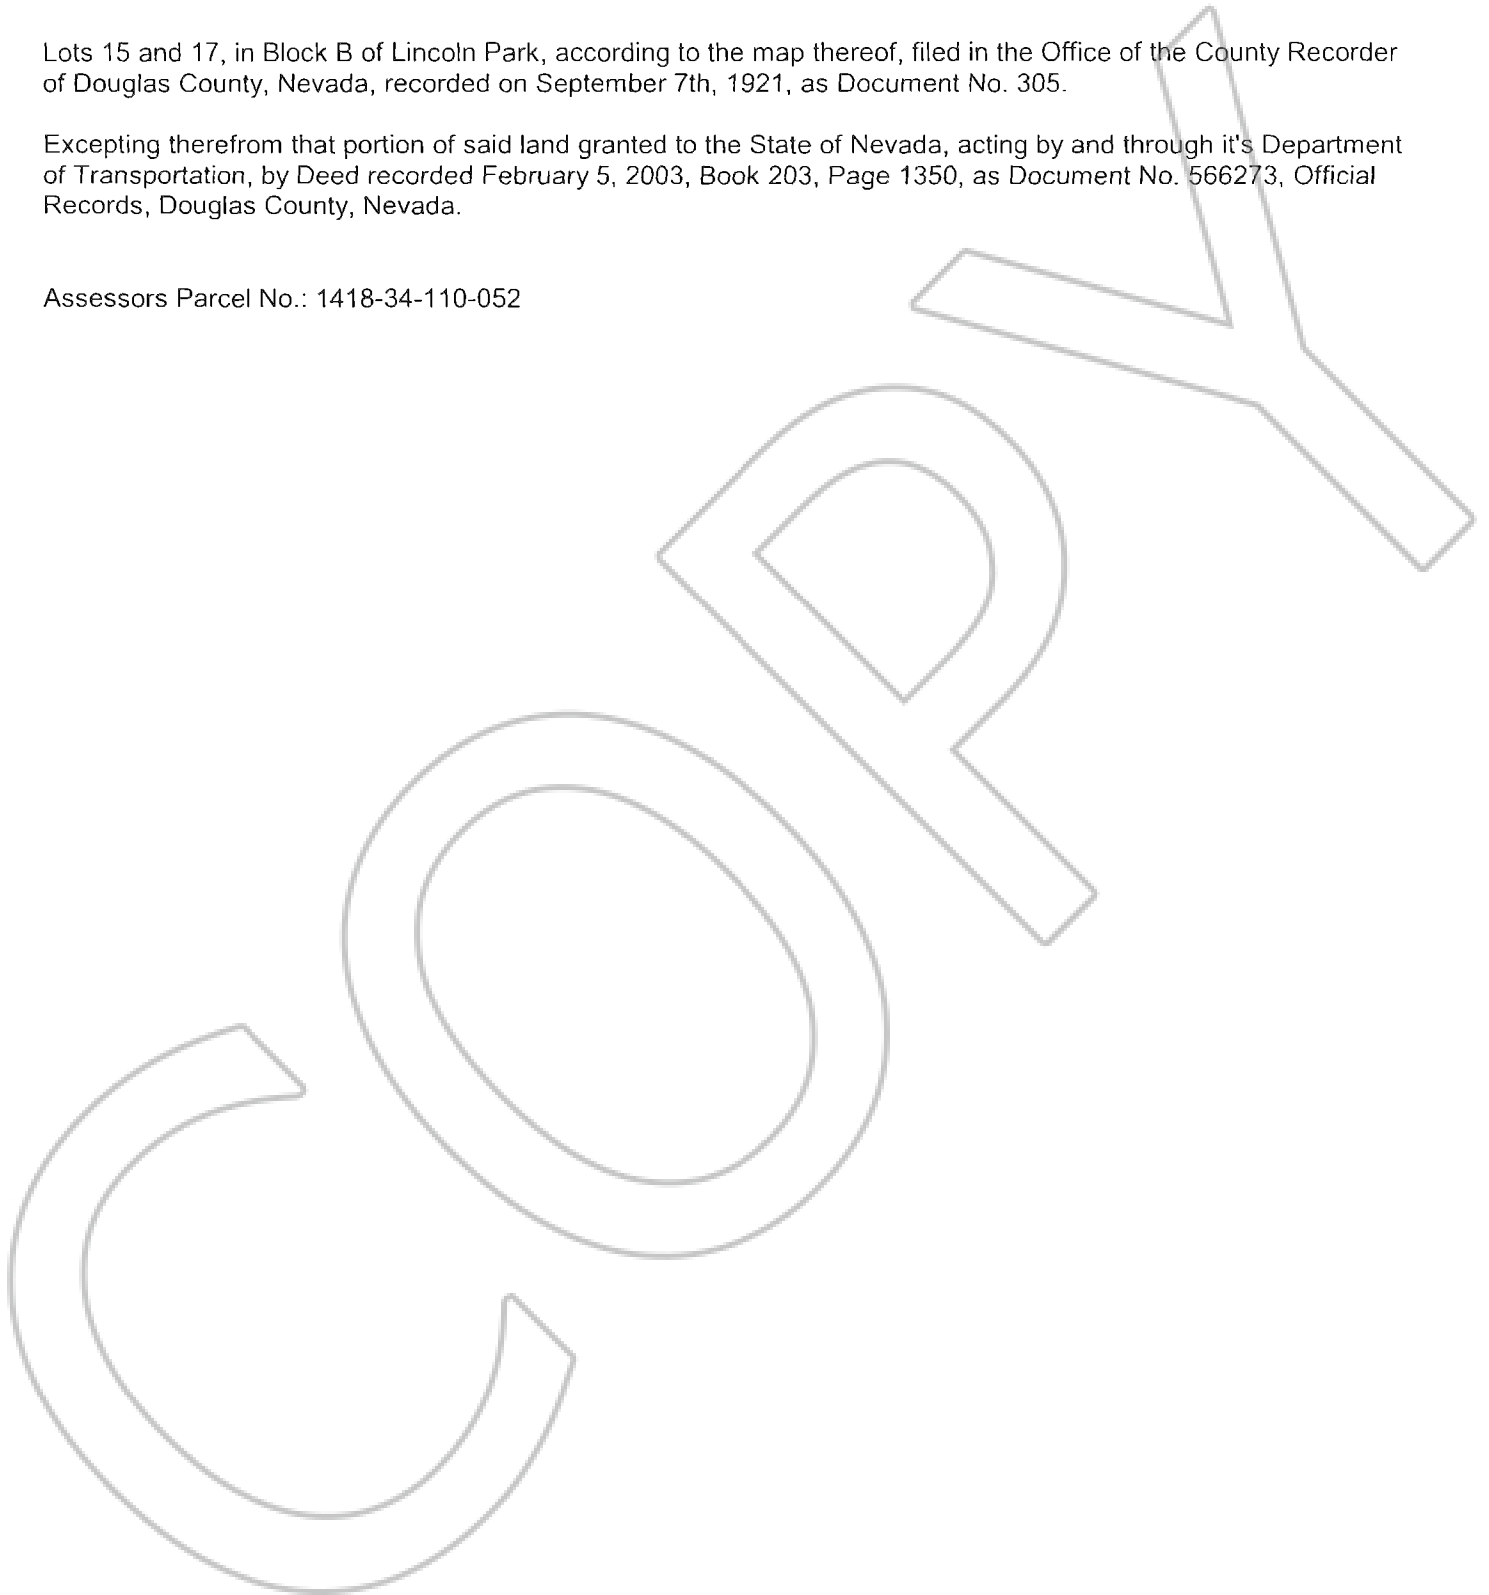 Lots 15 and 17, in Block B of Lincoln Park, according to the map thereof, filed in the Office of the County Recorder
of Douglas County, Nevada, recorded on September 7th, 1921, as Document No. 305.
Excepting therefrom that portion of said land granted to the State of Nevada, acting by and through it's Department
of Transportation, by Deed recorded February 5, 2003, Book 203, Page 1350, as Document No. 566273, Official
Records, Douglas County, Nevada.
Assessors Parcel No.: 1418-34-110-052
COPY